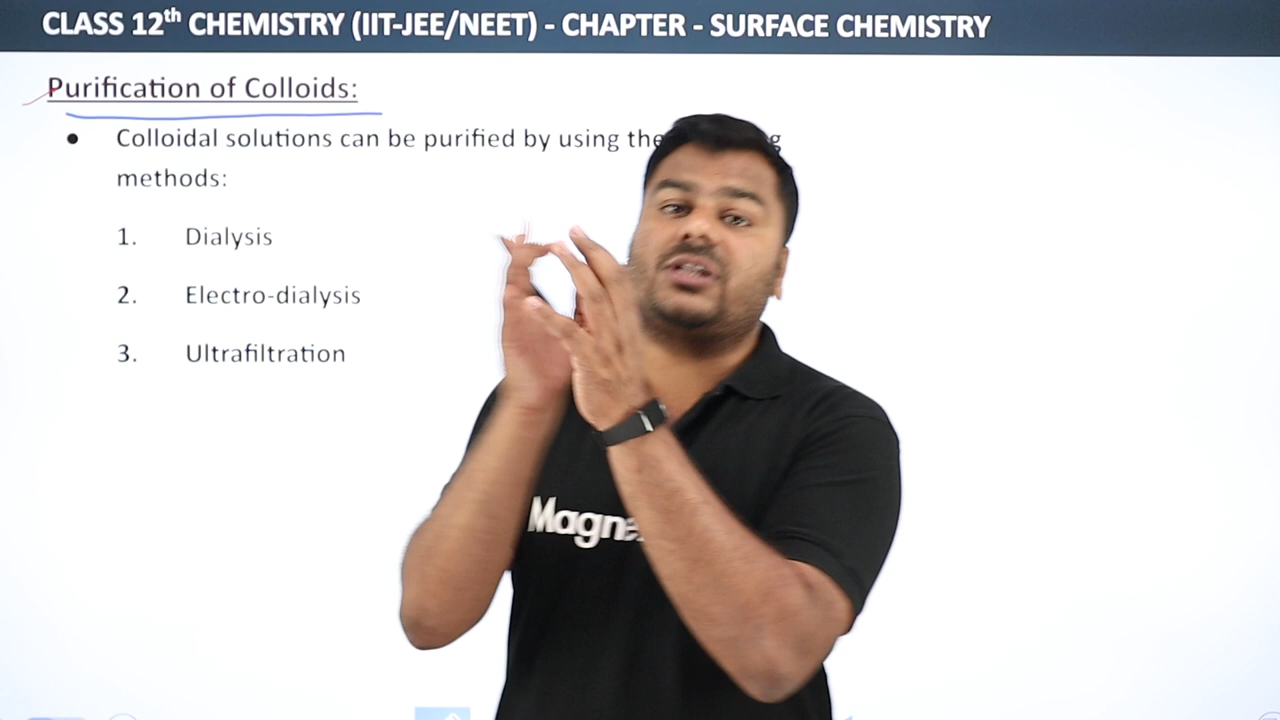 CLASS 12th CHEMISTRY (IIT-JEE/NEET) - CHAPTER - SURFACE CHEMISTRY
Purification of Colloids:
• Colloidal solutions can be purified by using the
methods:
1. Dialysis
2. Electro-dialysis
3. Ultrafiltration
Magne